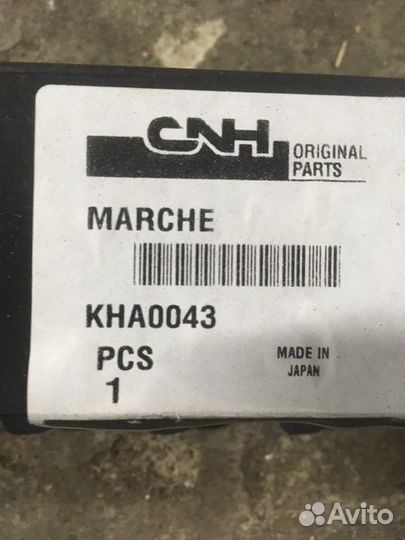 CNH
ORIGINAL
PARTS
MARCHE
KHA0043
PCS
1
MADE IN
JAPAN
Avito